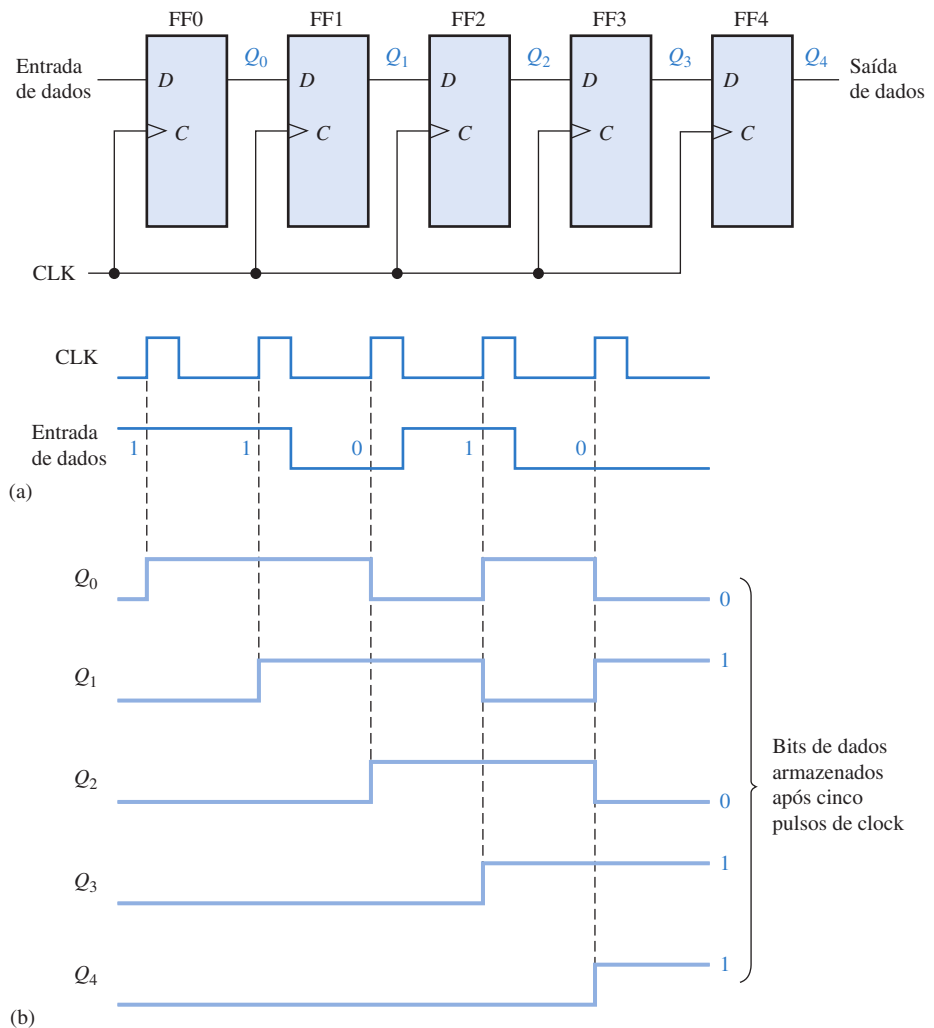 FF0 FF1 FF2 FF3 FF4
Entrada
de dados
D Q0 D Q1 D Q2 D Q3 D Q4
Saída
de dados
C C C C C
CLK
CLK
Entrada
de dados
1 1 0 1 0
(a)
Q0 0
Q1 1
Q2 0
Q3 1
Q4 1
Bits de dados
armazenados
após cinco
pulsos de clock
(b)